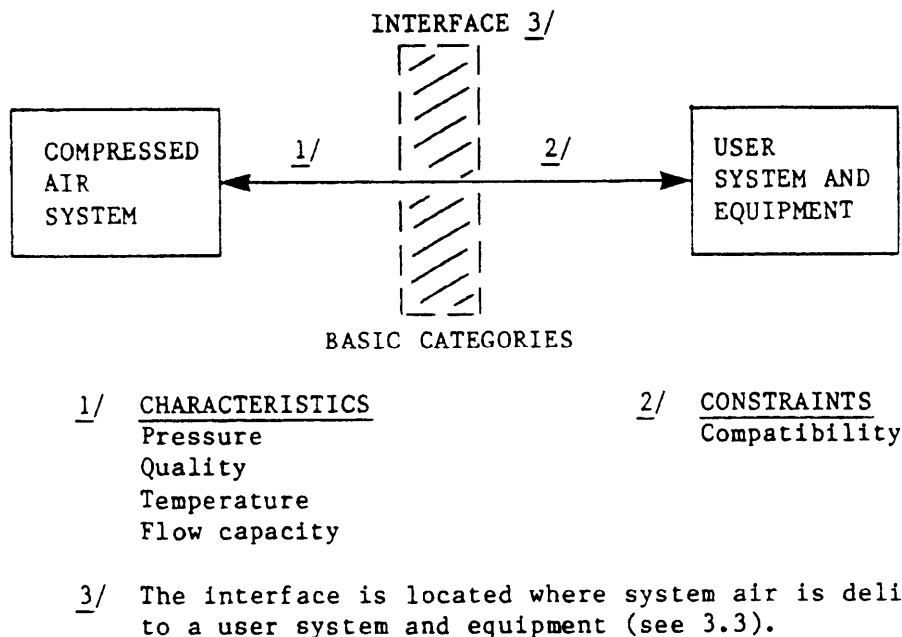 INTERFACE 3/
COMPRESSED
AIR
SYSTEM
1/
2/
USER
SYSTEM AND
EQUIPMENT
BASIC CATEGORIES
1/ CHARACTERISTICS
Pressure
Quality
Temperature
Flow capacity
2/ CONSTRAINTS
Compatibility
3/ The interface is located where system air is deli
to a user system and equipment (see 3.3).